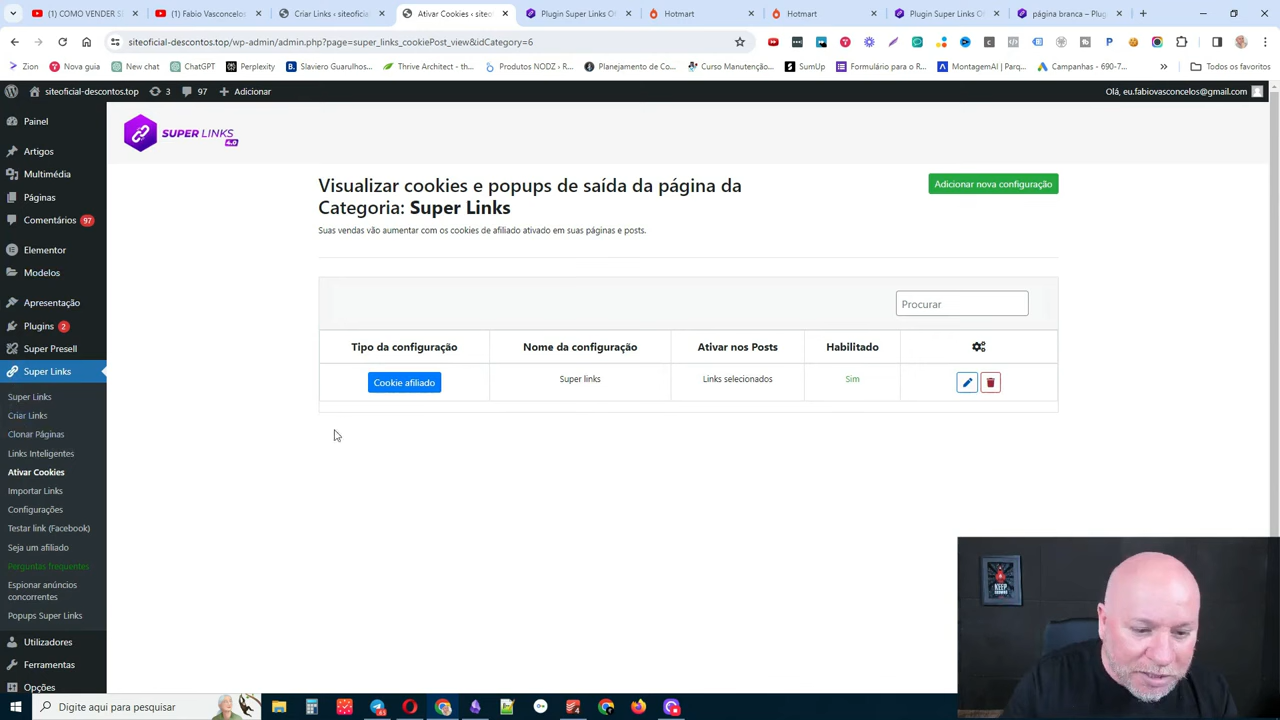 (1) COMO VENDER S
(1) Fabio Vasconcelos
Criar Links ‹ siteoficial
Ativar Cookies ‹ siteo
Plugin Super Links O
Hotmart
Hotmart
Plugin Super Links O
página branca – Plug
siteoficial-descontos.top/wp-admin/admin.php?page=super_links_cookiePost_view&idCategory=6
Zion
Nova guia
New chat
ChatGPT
Perplexity
Slaviero Guarulhos...
Thrive Architect - th...
Produtos NODZ - R...
Planejamento de Co...
Curso Manutenção...
SumUp
Formulário para o R...
MontagemAI | Parq...
Campanhas - 690-7...
»
Todos os favoritos
siteoficial-descontos.top
3
97
+ Adicionar
Olá, eu.fabiovasconcelos@gmail.com
Painel
Artigos
Multimédia
Páginas
Comentários 97
Elementor
Modelos
Apresentação
Plugins 2
Super Presell
Super Links
Super Links
Criar Links
Clonar Páginas
Links Inteligentes
Ativar Cookies
Importar Links
Configurações
Testar link (Facebook)
Seja um afiliado
Perguntas frequentes
Espionar anúncios
concorrentes
Popups Super Links
Utilizadores
Ferramentas
Opções
SUPER LINKS
4.0
Visualizar cookies e popups de saída da página da
Categoria: Super Links
Adicionar nova configuração
Suas vendas vão aumentar com os cookies de afiliado ativado em suas páginas e posts.
Procurar
Tipo da configuração
Nome da configuração
Ativar nos Posts
Habilitado
Cookie afiliado
Super links
Links selecionados
Sim
KEEP
Digite aqui para pesquisar